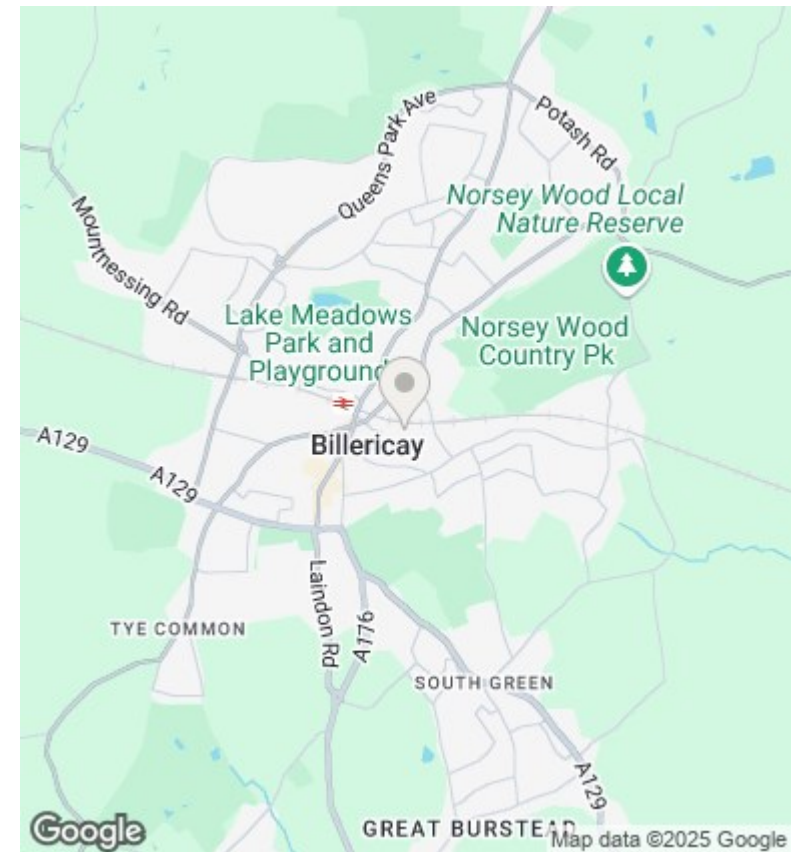 Queens Park Ave
Potash Rd
Norsey Wood Local
Nature Reserve
Mountnessing Rd
Lake Meadows
Park and
Playground
Norsey Wood
Country Pk
Billericay
A129
A129
TYE COMMON
Laindon Rd
A176
SOUTH GREEN
A129
GREAT BURSTEAD
Google
Map data ©2025 Google